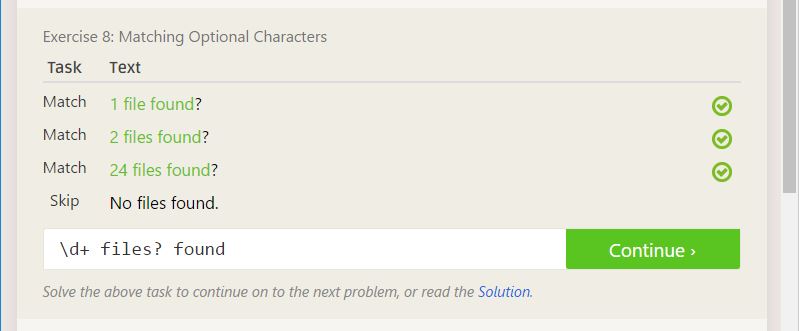 Exercise 8: Matching Optional Characters
Task Text
Match 1 file found?
Match 2 files found?
Match 24 files found?
Skip No files found.
\d+ files? found Continue ›
Solve the above task to continue on to the next problem, or read the Solution.